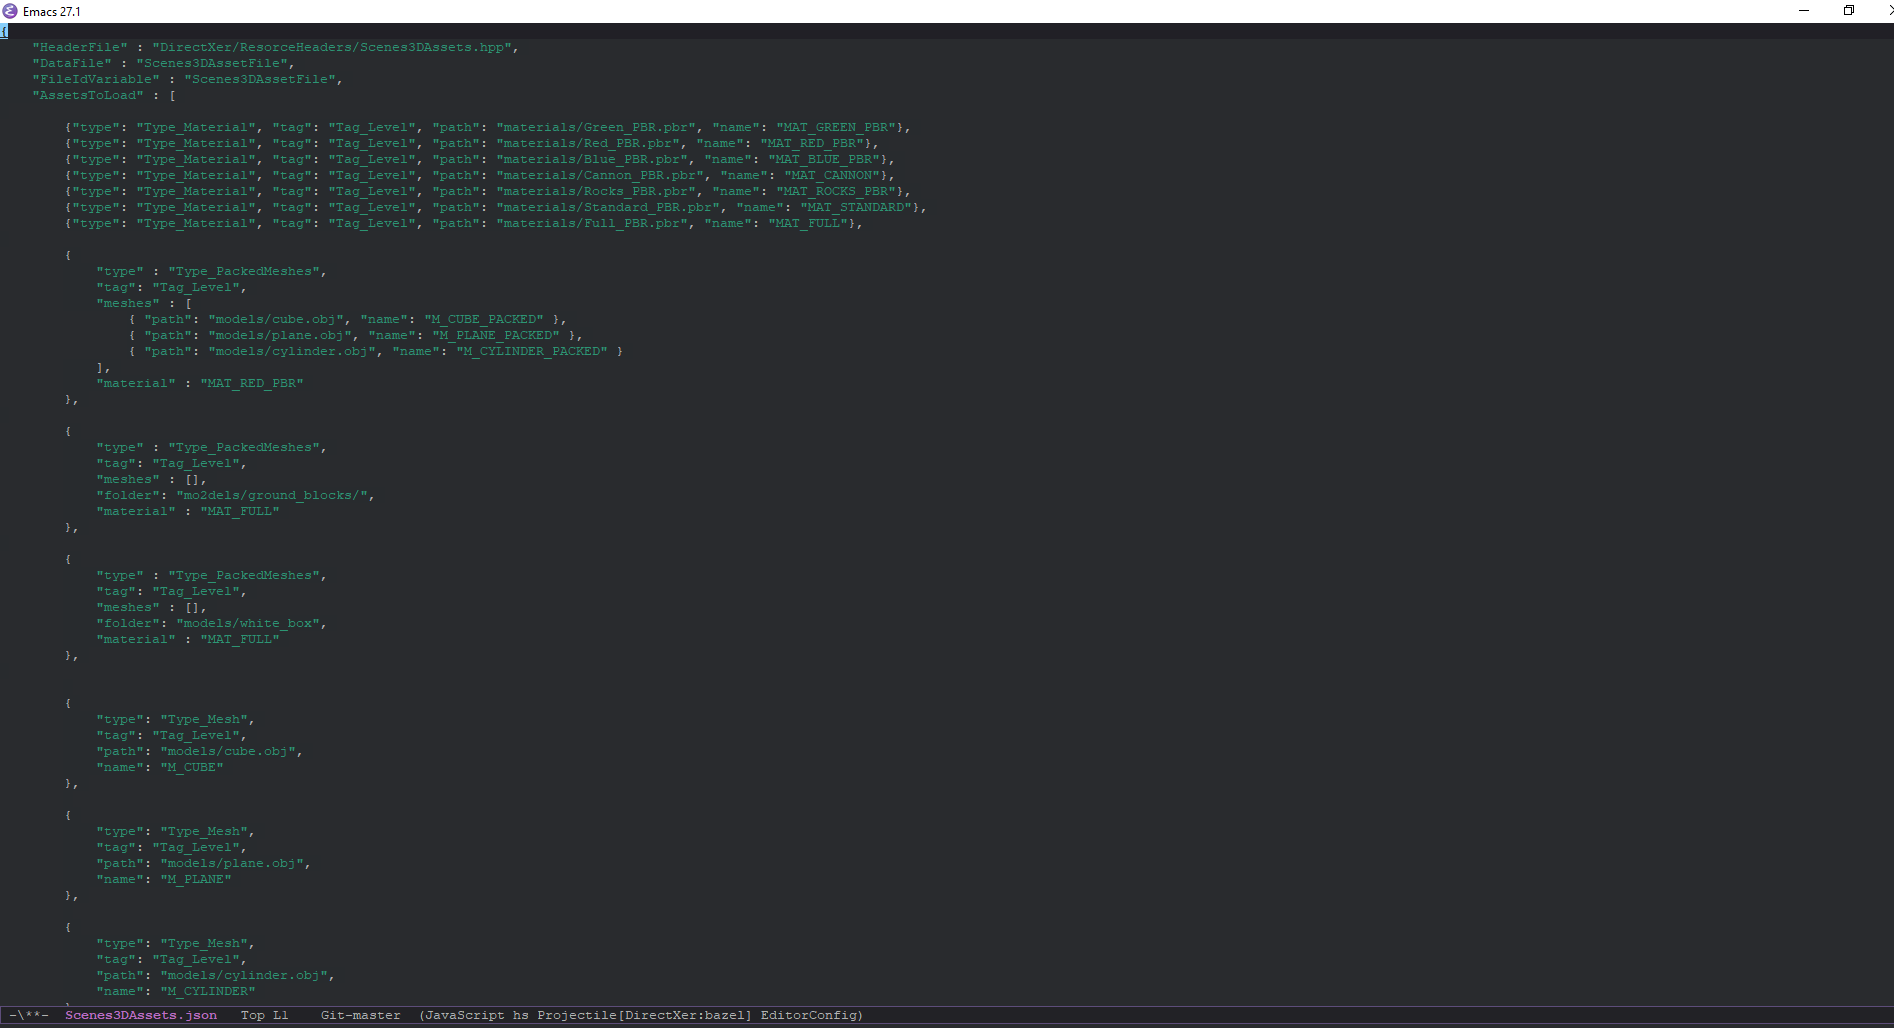 Emacs 27.1
{
"HeaderFile" : "DirectXer/ResorceHeaders/Scenes3DAssets.hpp",
"DataFile" : "Scenes3DAssetFile",
"FileIdVariable" : "Scenes3DAssetFile",
"AssetsToLoad" : [
{"type": "Type_Material", "tag": "Tag_Level", "path": "materials/Green_PBR.pbr", "name": "MAT_GREEN_PBR"},
{"type": "Type_Material", "tag": "Tag_Level", "path": "materials/Red_PBR.pbr", "name": "MAT_RED_PBR"},
{"type": "Type_Material", "tag": "Tag_Level", "path": "materials/Blue_PBR.pbr", "name": "MAT_BLUE_PBR"},
{"type": "Type_Material", "tag": "Tag_Level", "path": "materials/Cannon_PBR.pbr", "name": "MAT_CANNON"},
{"type": "Type_Material", "tag": "Tag_Level", "path": "materials/Rocks_PBR.pbr", "name": "MAT_ROCKS_PBR"},
{"type": "Type_Material", "tag": "Tag_Level", "path": "materials/Standard_PBR.pbr", "name": "MAT_STANDARD"},
{"type": "Type_Material", "tag": "Tag_Level", "path": "materials/Full_PBR.pbr", "name": "MAT_FULL"},
{
"type" : "Type_PackedMeshes",
"tag": "Tag_Level",
"meshes" : [
{ "path": "models/cube.obj", "name": "M_CUBE_PACKED" },
{ "path": "models/plane.obj", "name": "M_PLANE_PACKED" },
{ "path": "models/cylinder.obj", "name": "M_CYLINDER_PACKED" }
],
"material" : "MAT_RED_PBR"
},
{
"type" : "Type_PackedMeshes",
"tag": "Tag_Level",
"meshes" : [],
"folder": "mo2dels/ground_blocks/",
"material" : "MAT_FULL"
},
{
"type" : "Type_PackedMeshes",
"tag": "Tag_Level",
"meshes" : [],
"folder": "models/white_box",
"material" : "MAT_FULL"
},
{
"type": "Type_Mesh",
"tag": "Tag_Level",
"path": "models/cube.obj",
"name": "M_CUBE"
},
{
"type": "Type_Mesh",
"tag": "Tag_Level",
"path": "models/plane.obj",
"name": "M_PLANE"
},
{
"type": "Type_Mesh",
"tag": "Tag_Level",
"path": "models/cylinder.obj",
"name": "M_CYLINDER"
-\**- Scenes3DAssets.json Top L1 Git-master (JavaScript hs Projectile[DirectXer:bazel] EditorConfig)